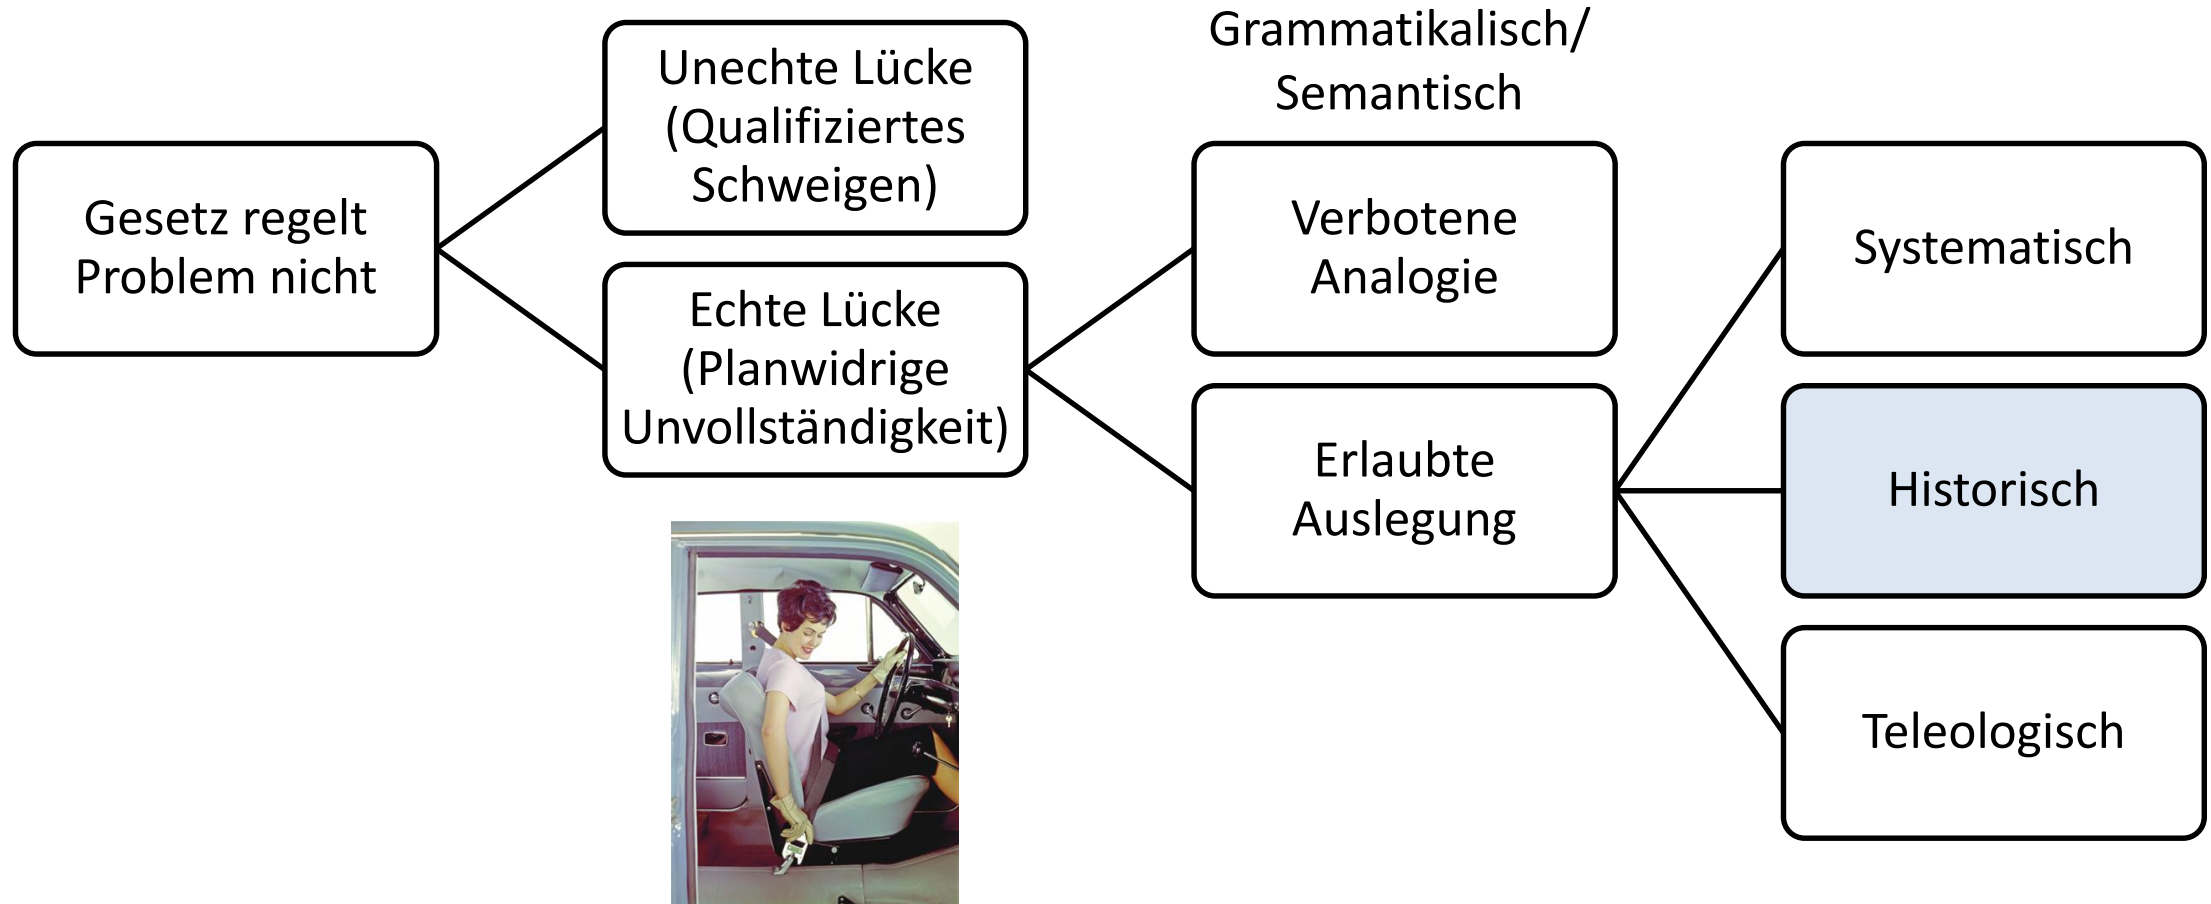 Gesetz regelt
Problem nicht
Unechte Lücke
(Qualifiziertes
Schweigen)
Echte Lücke
(Planwidrige
Unvollständigkeit)
Grammatikalisch/
Semantisch
Verbotene
Analogie
Erlaubte
Auslegung
Systematisch
Historisch
Teleologisch